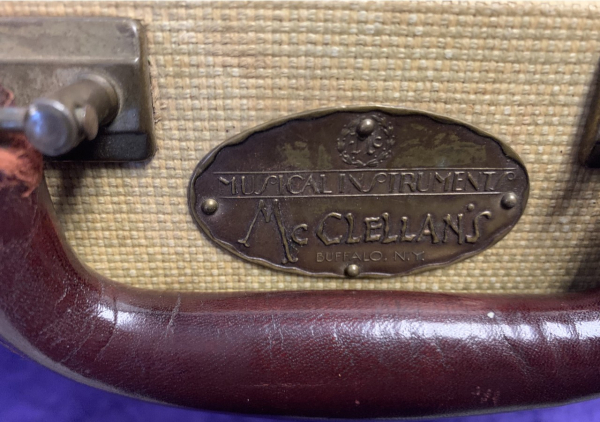 MUSICAL INSTRUMENTS
McCLELLAN'S
BUFFALO, N.Y.